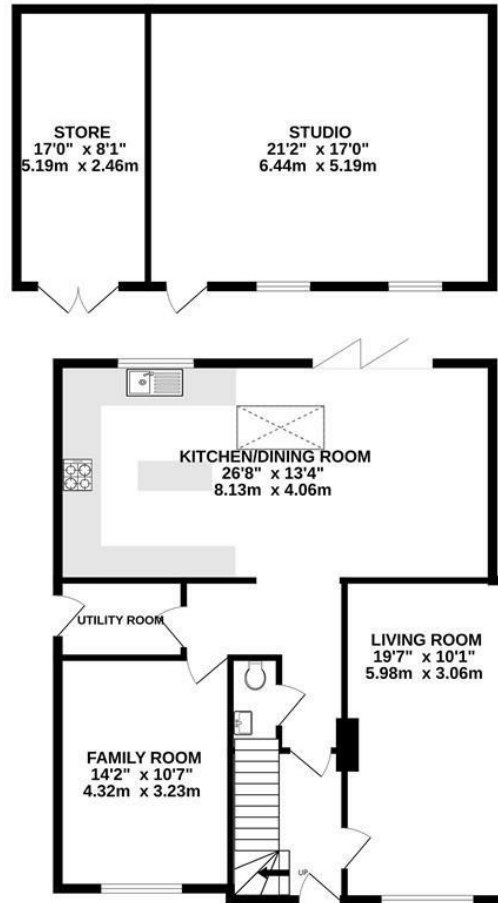 STORE
17'0" x 8'1"
5.19m x 2.46m
STUDIO
21'2" x 17'0"
6.44m x 5.19m
KITCHEN/DINING ROOM
26'8" x 13'4"
8.13m x 4.06m
UTILITY ROOM
LIVING ROOM
19'7" x 10'1"
5.98m x 3.06m
FAMILY ROOM
14'2" x 10'7"
4.32m x 3.23m
UP